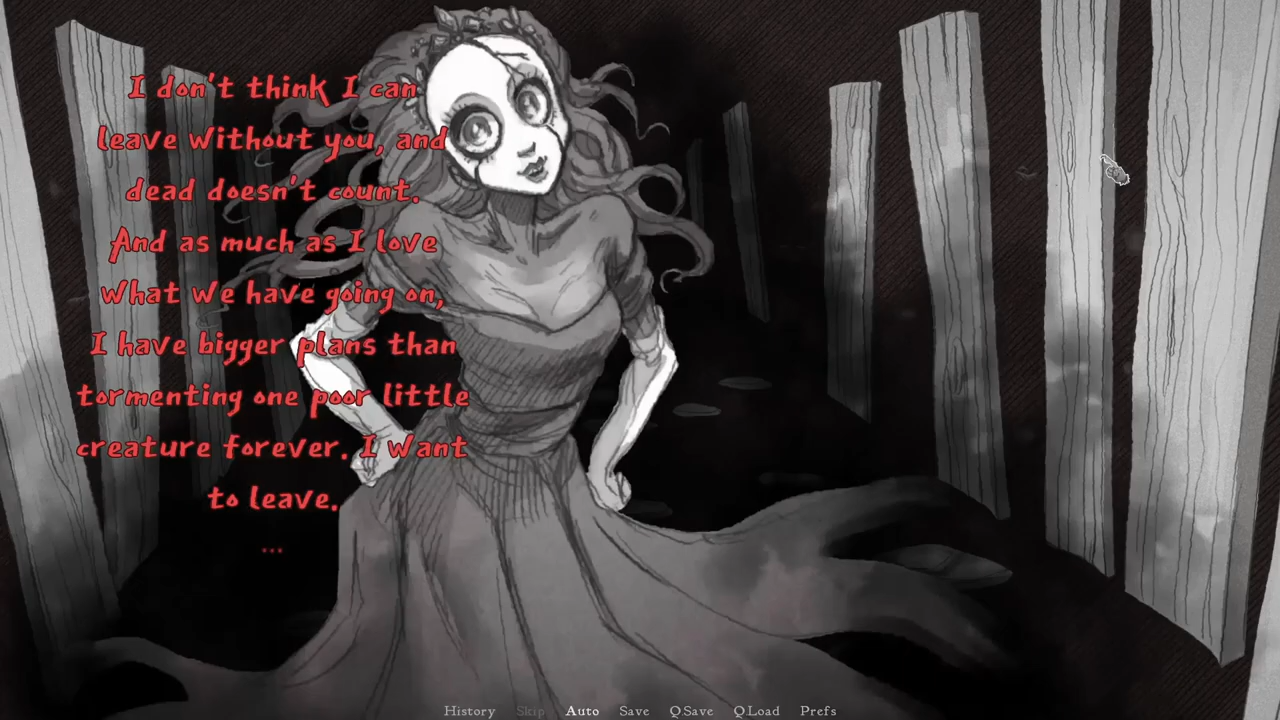 I don't think I can
leave without you, and
dead doesn't count.
And as much as I love
what we have going on,
I have bigger plans than
tormenting one poor little
creature forever. I want
to leave.
...
History Skip Auto Save Q.Save Q.Load Prefs